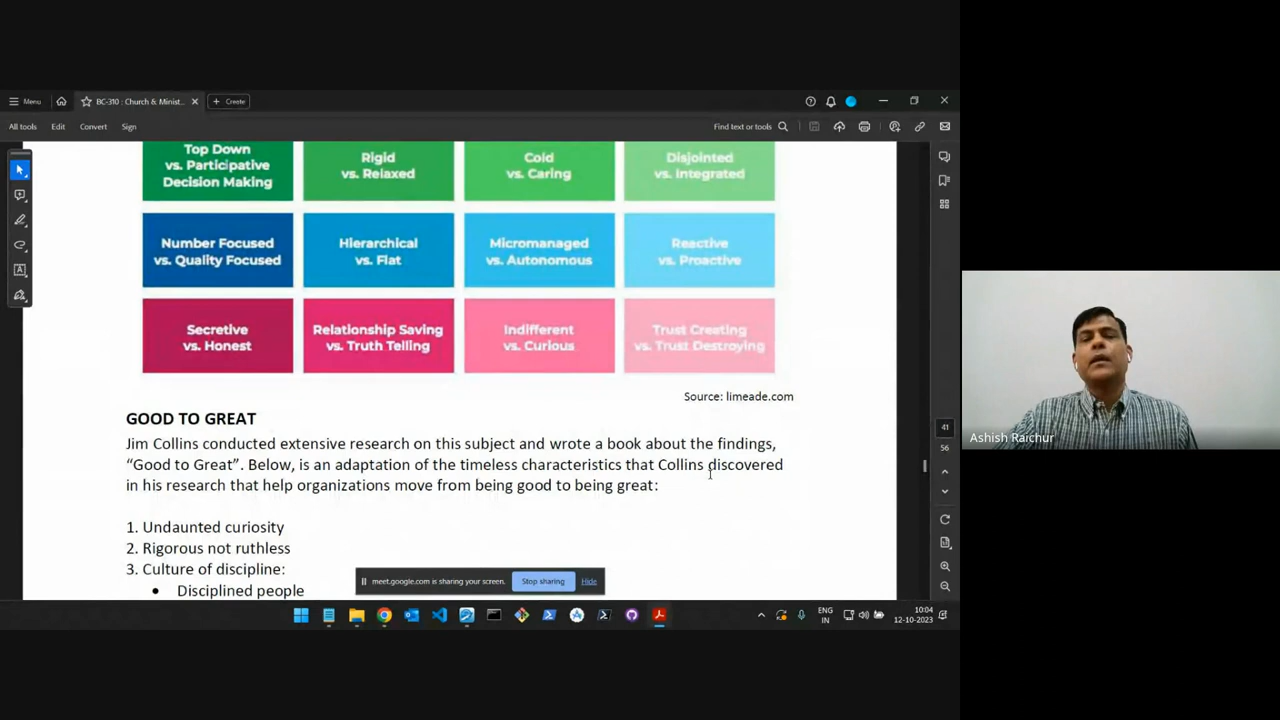 Menu
BC-310 : Church & Minist...
Create
All tools
Edit
Convert
Sign
Find text or tools
Top Down
vs. Participative
Decision Making
Rigid
vs. Relaxed
Cold
vs. Caring
Disjointed
vs. Integrated
Number Focused
vs. Quality Focused
Hierarchical
vs. Flat
Micromanaged
vs. Autonomous
Reactive
vs. Proactive
Secretive
vs. Honest
Relationship Saving
vs. Truth Telling
Indifferent
vs. Curious
Trust Creating
vs. Trust Destroying
Source: limeade.com
GOOD TO GREAT
Jim Collins conducted extensive research on this subject and wrote a book about the findings,
“Good to Great”. Below, is an adaptation of the timeless characteristics that Collins discovered
in his research that help organizations move from being good to being great:
1. Undaunted curiosity
2. Rigorous not ruthless
3. Culture of discipline:
• Disciplined people
41
56
meet.google.com is sharing your screen.
Stop sharing
Hide
ENG
IN
10:04
12-10-2023
Ashish Raichur